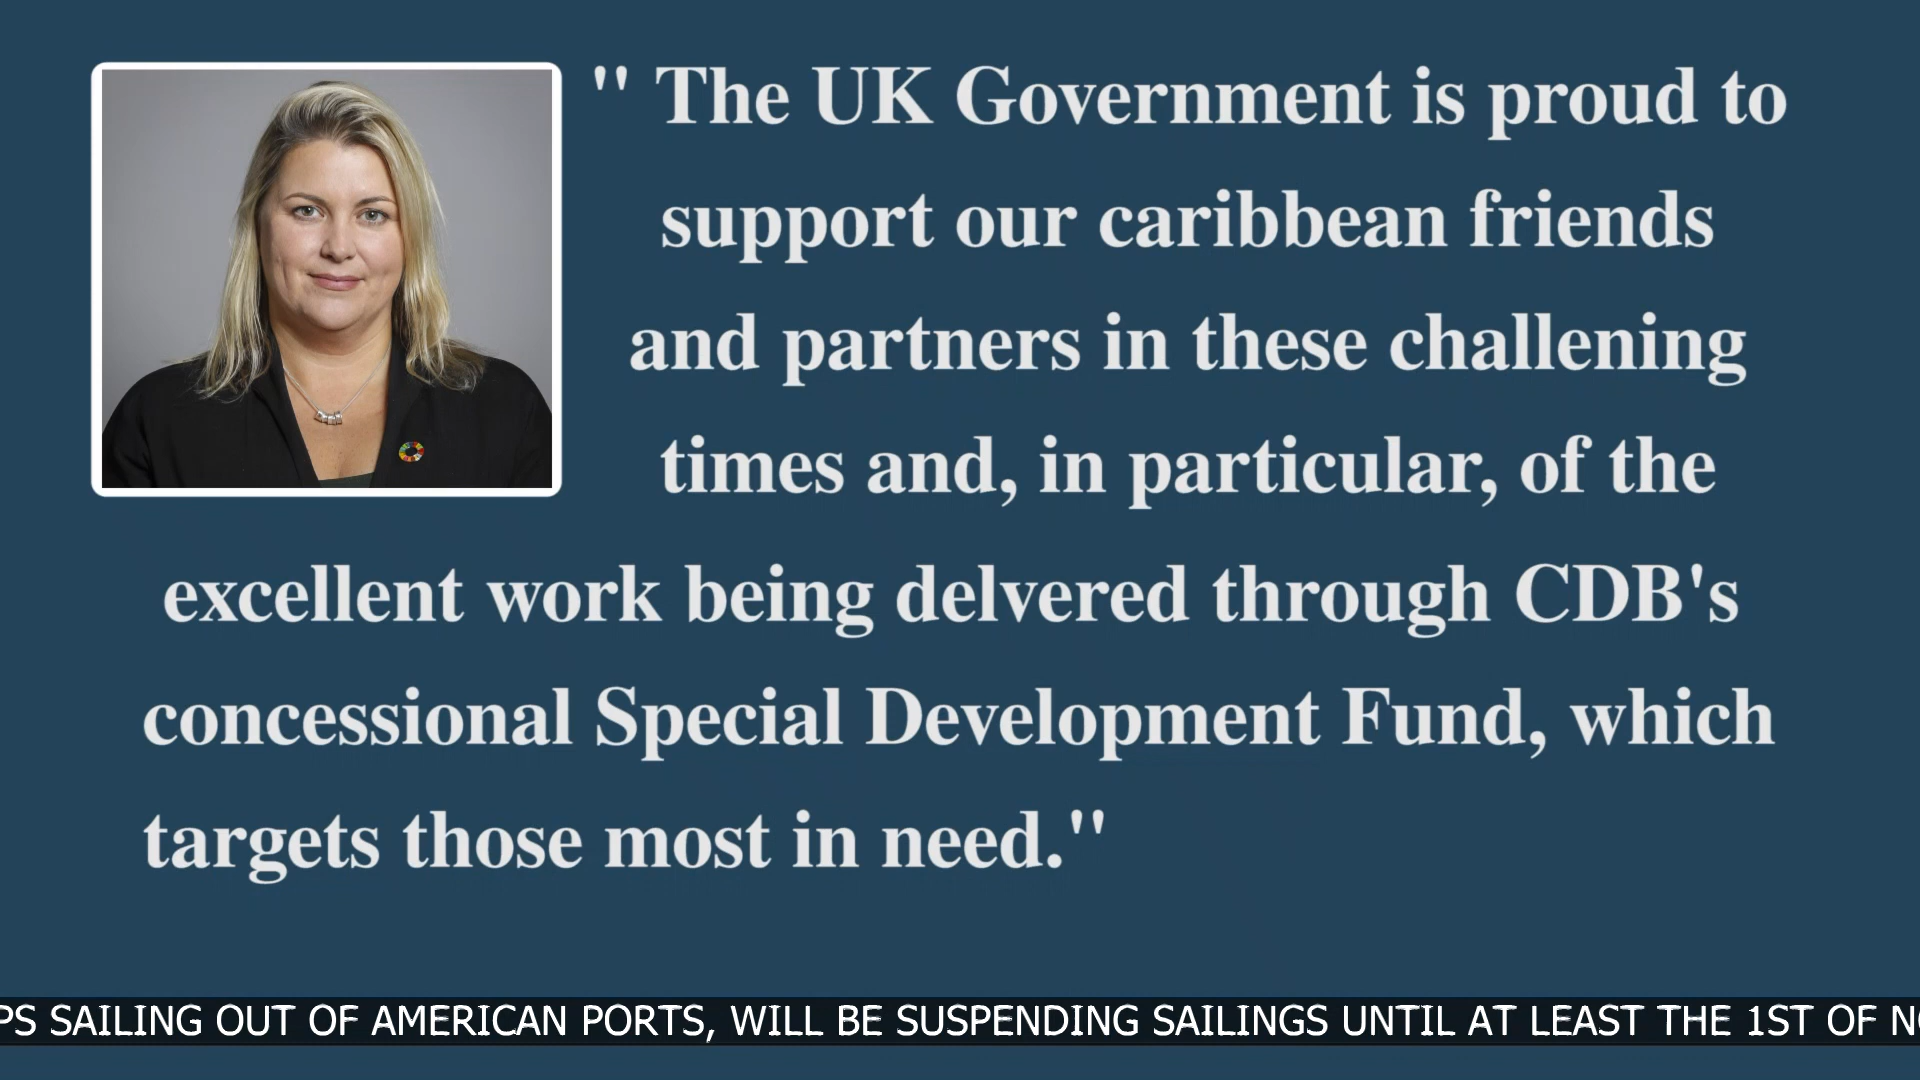 " The UK Government is proud to
support our caribbean friends
and partners in these challening
times and, in particular, of the
excellent work being delvered through CDB's
concessional Special Development Fund, which
targets those most in need."
SAILING OUT OF AMERICAN PORTS, WILL BE SUSPENDING SAILINGS UNTIL AT LEAST THE 1ST OF